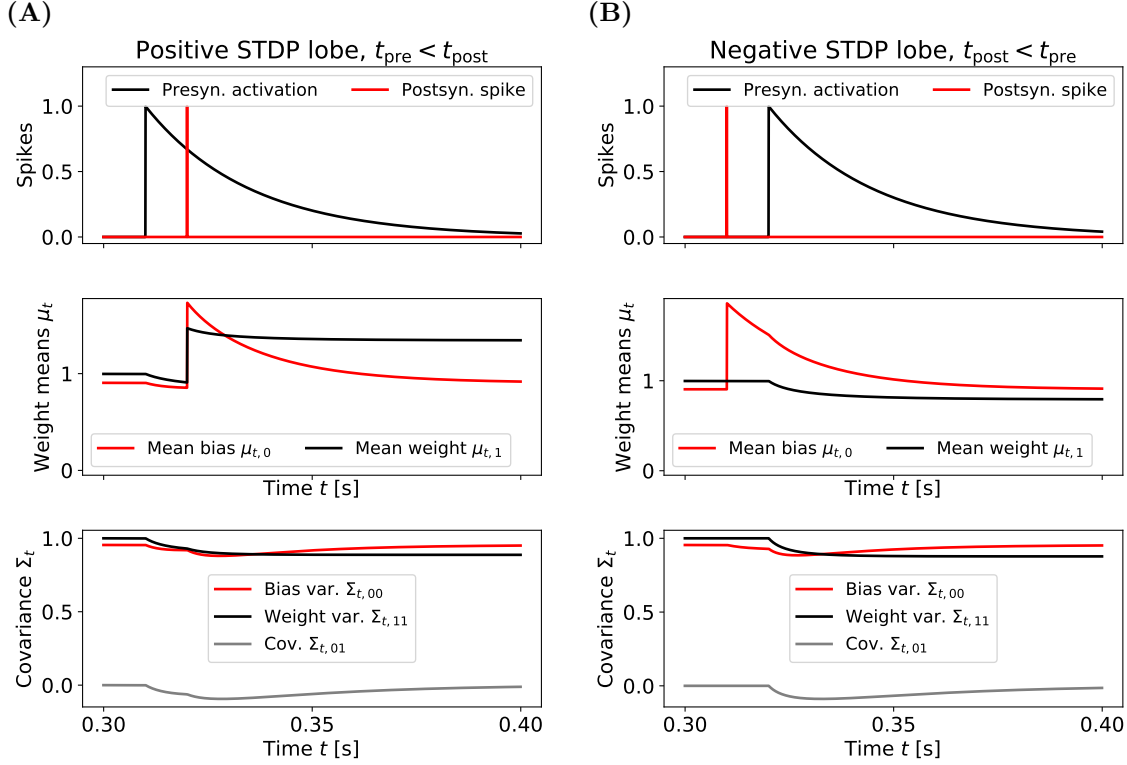 (A)
Positive STDP lobe, t_pre < t_post
Spikes
1.0
0.5
0.0
Presyn. activation
Postsyn. spike
Weight means μ_t
1
0
Mean bias μ_t,0
Mean weight μ_t,1
Time t [s]
Covariance Σ_t
1.0
0.5
0.0
Bias var. Σ_t,00
Weight var. Σ_t,11
Cov. Σ_t,01
0.30
0.35
0.40
Time t [s]
(B)
Negative STDP lobe, t_post < t_pre
Spikes
1.0
0.5
0.0
Presyn. activation
Postsyn. spike
Weight means μ_t
1
0
Mean bias μ_t,0
Mean weight μ_t,1
Time t [s]
Covariance Σ_t
1.0
0.5
0.0
Bias var. Σ_t,00
Weight var. Σ_t,11
Cov. Σ_t,01
0.30
0.35
0.40
Time t [s]